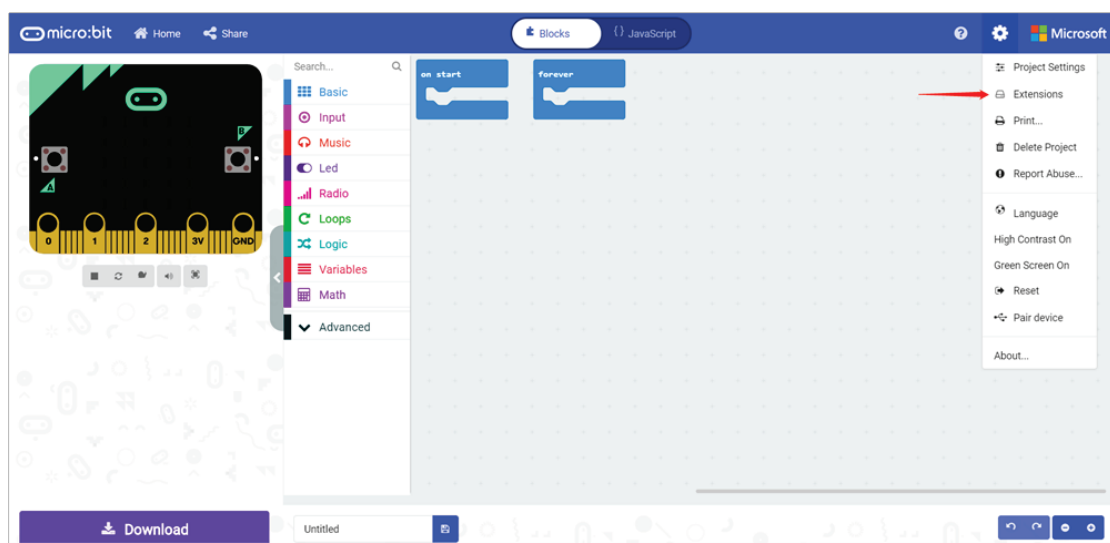 micro:bit Home Share Blocks {} JavaScript ? Microsoft
Search...
Basic
Input
Music
Led
Radio
Loops
Logic
Variables
Math
Advanced
on start
forever
Project Settings
Extensions
Print...
Delete Project
Report Abuse...
Language
High Contrast On
Green Screen On
Reset
Pair device
About...
B
A
0 1 2 3V GND
Download
Untitled